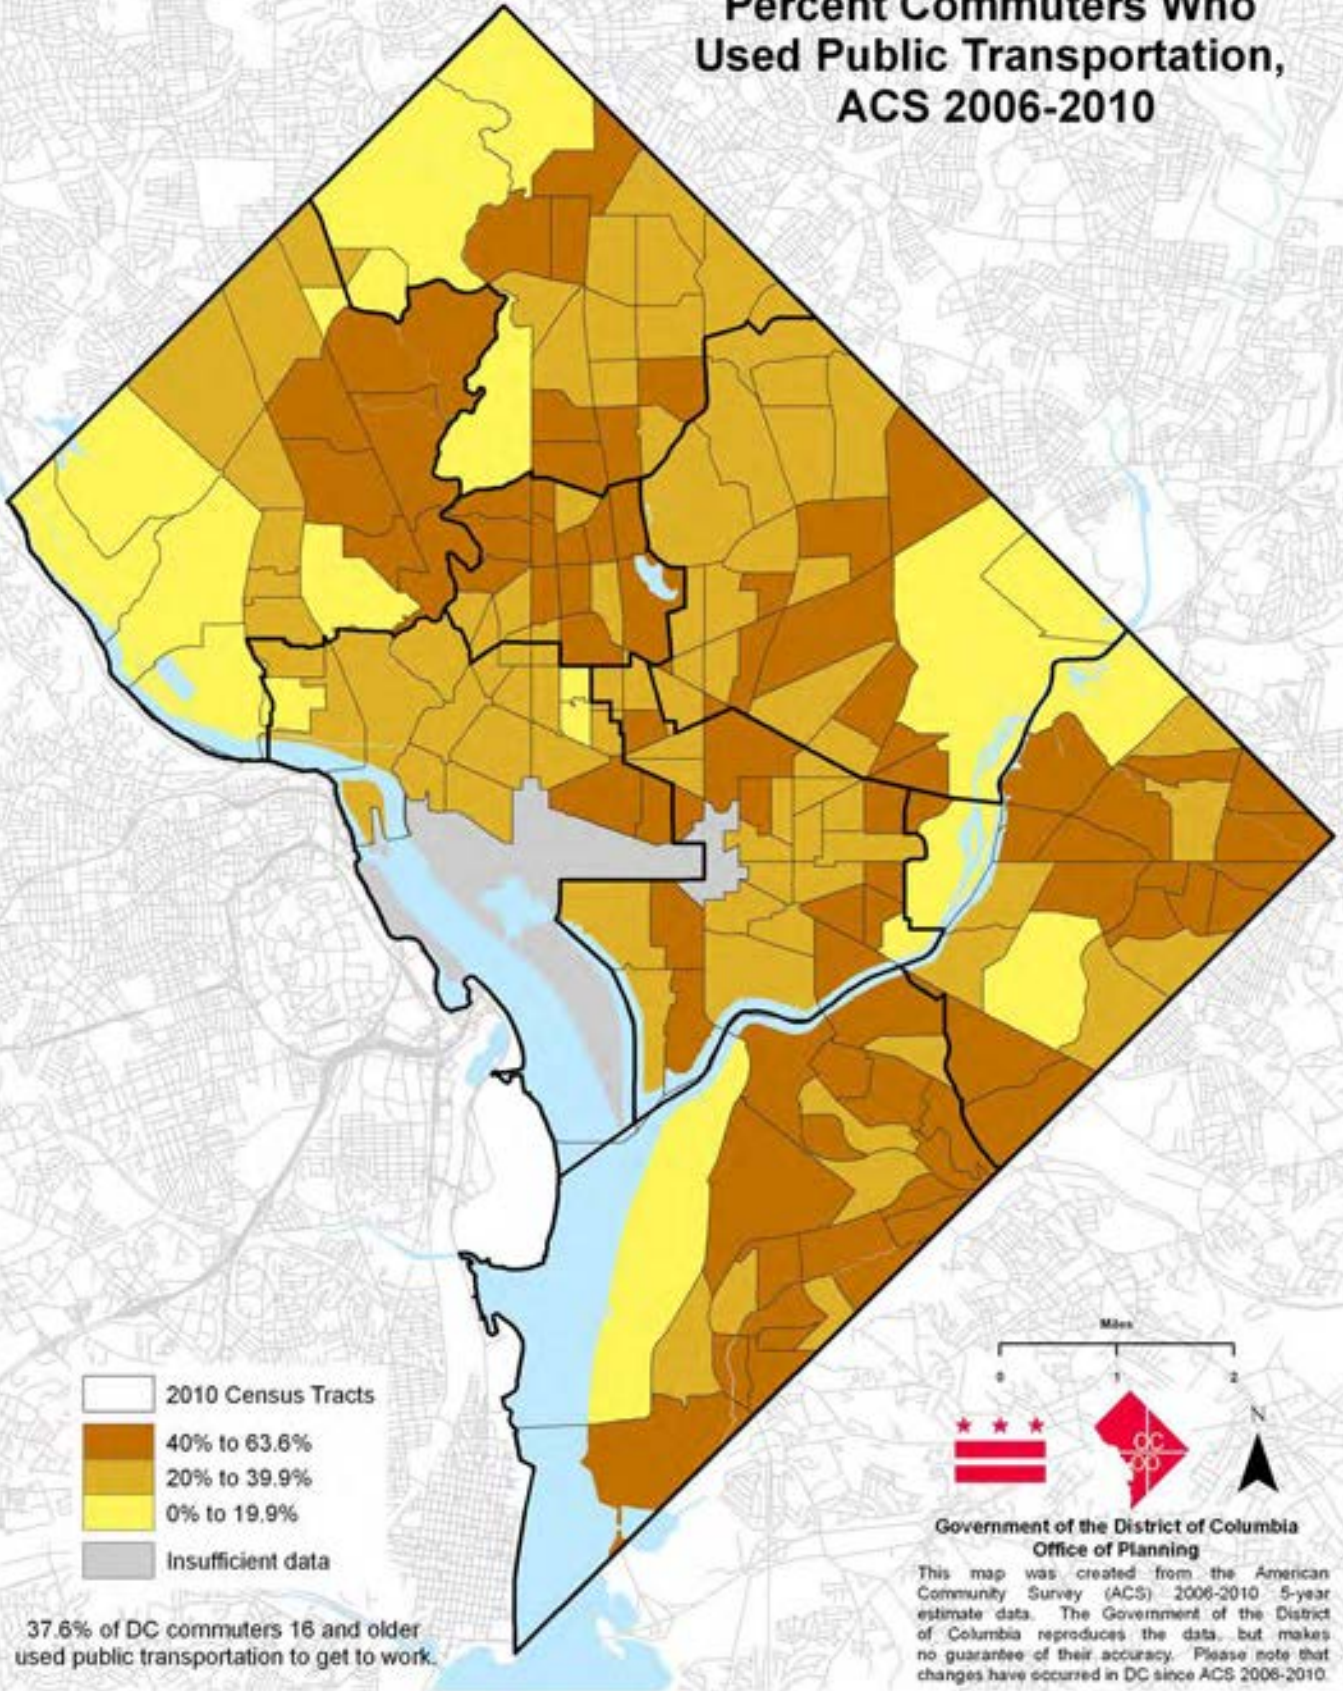 Percent Commuters Who
Used Public Transportation,
ACS 2006-2010
2010 Census Tracts
40% to 63.6%
20% to 39.9%
0% to 19.9%
Insufficient data
37.6% of DC commuters 16 and older
used public transportation to get to work.
Miles
0 1 2
N
DC
OP
Government of the District of Columbia
Office of Planning
This map was created from the American
Community Survey (ACS) 2006-2010 5-year
estimate data. The Government of the District
of Columbia reproduces the data, but makes
no guarantee of their accuracy. Please note that
changes have occurred in DC since ACS 2006-2010.